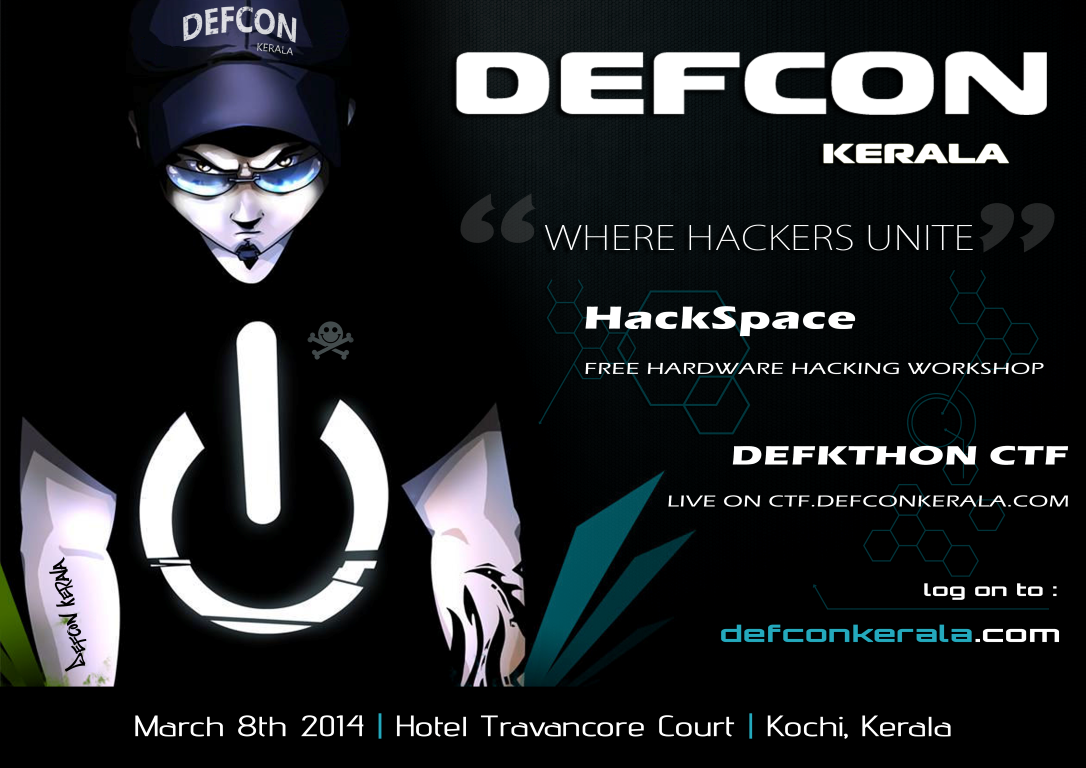 DEFCON
KERALA
DEFCON
KERALA
“WHERE HACKERS UNITE”
HackSpace
FREE HARDWARE HACKING WORKSHOP
DEFKTHON CTF
LIVE ON CTF.DEFCONKERALA.COM
DEFCON KERALA
log on to :
defconkerala.com
March 8th 2014 | Hotel Travancore Court | Kochi, Kerala